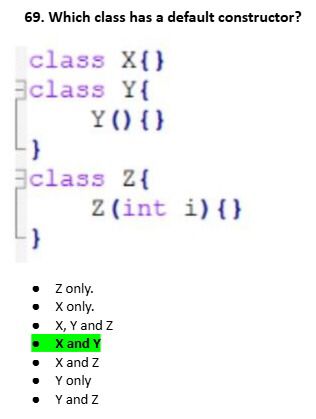 69. Which class has a default constructor?
class X{}
class Y{
Y(){}
}
class Z{
Z(int i){}
}
• Z only.
• X only.
• X, Y and Z
• X and Y
• X and Z
• Y only
• Y and Z